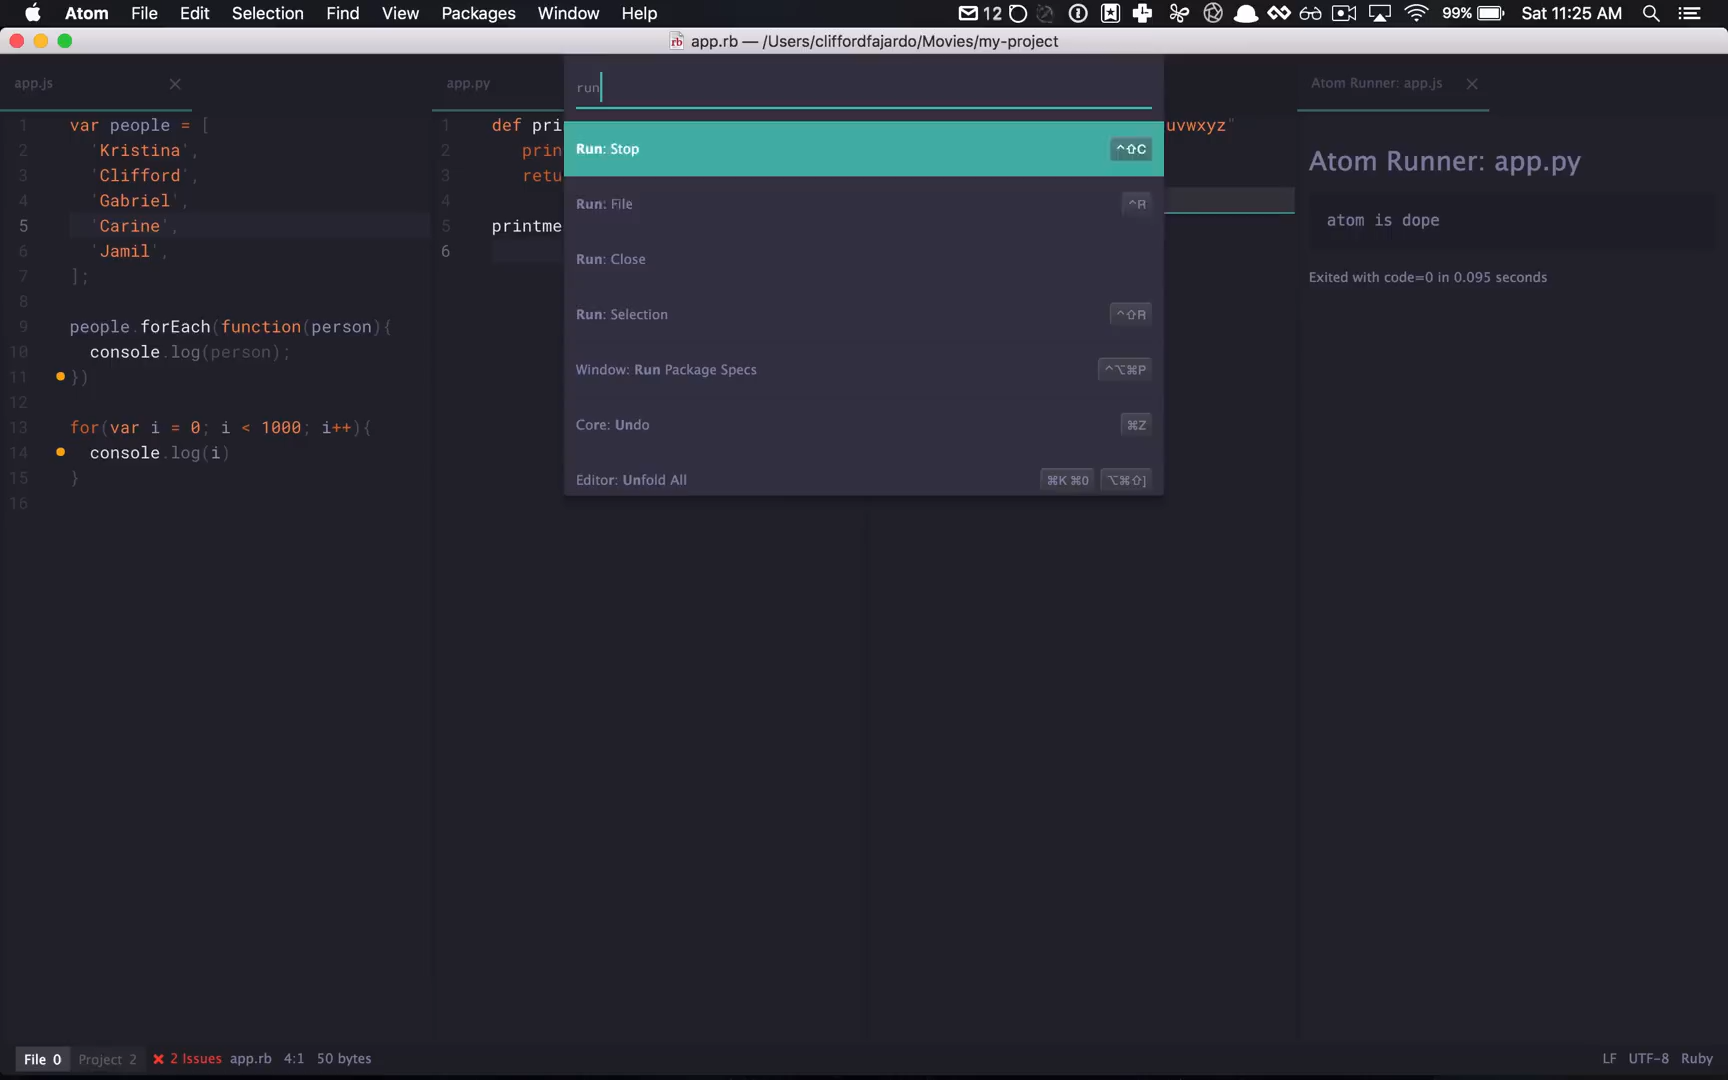 Atom File Edit Selection Find View Packages Window Help 12 99% Sat 11:25 AM
app.rb — /Users/cliffordfajardo/Movies/my-project
app.js
app.py
run
Atom Runner: app.js
1 var people = [
2 'Kristina',
3 'Clifford',
4 'Gabriel',
5 'Carine',
6 'Jamil',
7 ];
8
9 people.forEach(function(person){
10 console.log(person);
11 })
12
13 for(var i = 0; i < 1000; i++){
14 console.log(i)
15 }
16
1 def pri
2 prin
3 retu
4
5 printme
6
Run: Stop ^⇧C
Run: File ^R
Run: Close
Run: Selection ^⇧R
Window: Run Package Specs ^⌥⌘P
Core: Undo ⌘Z
Editor: Unfold All ⌘K ⌘0 ⌥⌘⇧]
uvwxyz"
Atom Runner: app.py
atom is dope
Exited with code=0 in 0.095 seconds
File 0 Project 2 2 Issues app.rb 4:1 50 bytes LF UTF-8 Ruby